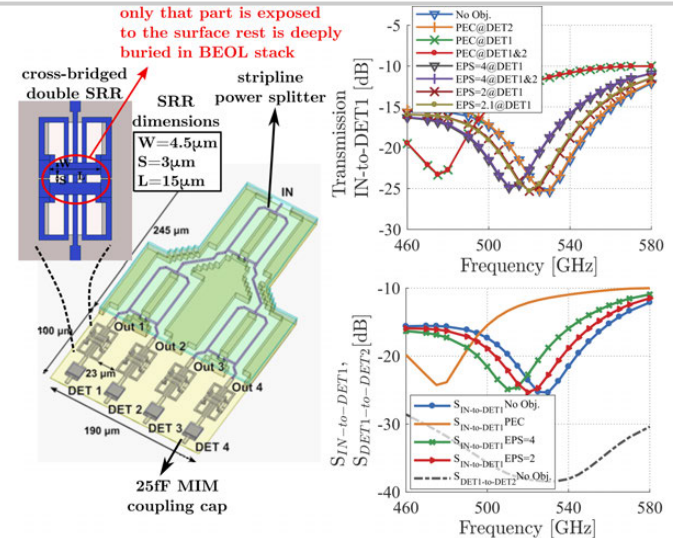 only that part is exposed
to the surface rest is deeply
buried in BEOL stack
cross-bridged
double SRR
stripline
power splitter
SRR
dimensions
W=4.5μm
S=3μm
L=15μm
W
S
L
IN
245 μm
100 μm
Out 1
Out 2
Out 3
Out 4
23 μm
DET 1
DET 2
DET 3
DET 4
190 μm
25fF MIM
coupling cap
Transmission
IN-to-DET1 [dB]
-5
-10
-15
-20
-25
-30
No Obj.
PEC@DET2
PEC@DET1
PEC@DET1&2
EPS=4@DET1
EPS=4@DET1&2
EPS=2@DET1
EPS=2.1@DET1
460 500 540 580
Frequency [GHz]
S_IN-to-DET1,
S_DET1-to-DET2 [dB]
-10
-20
-30
-40
S_IN-to-DET1 No Obj.
S_IN-to-DET1 PEC
S_IN-to-DET1 EPS=4
S_IN-to-DET1 EPS=2
S_DET1-to-DET2 No Obj.
460 500 540 580
Frequency [GHz]